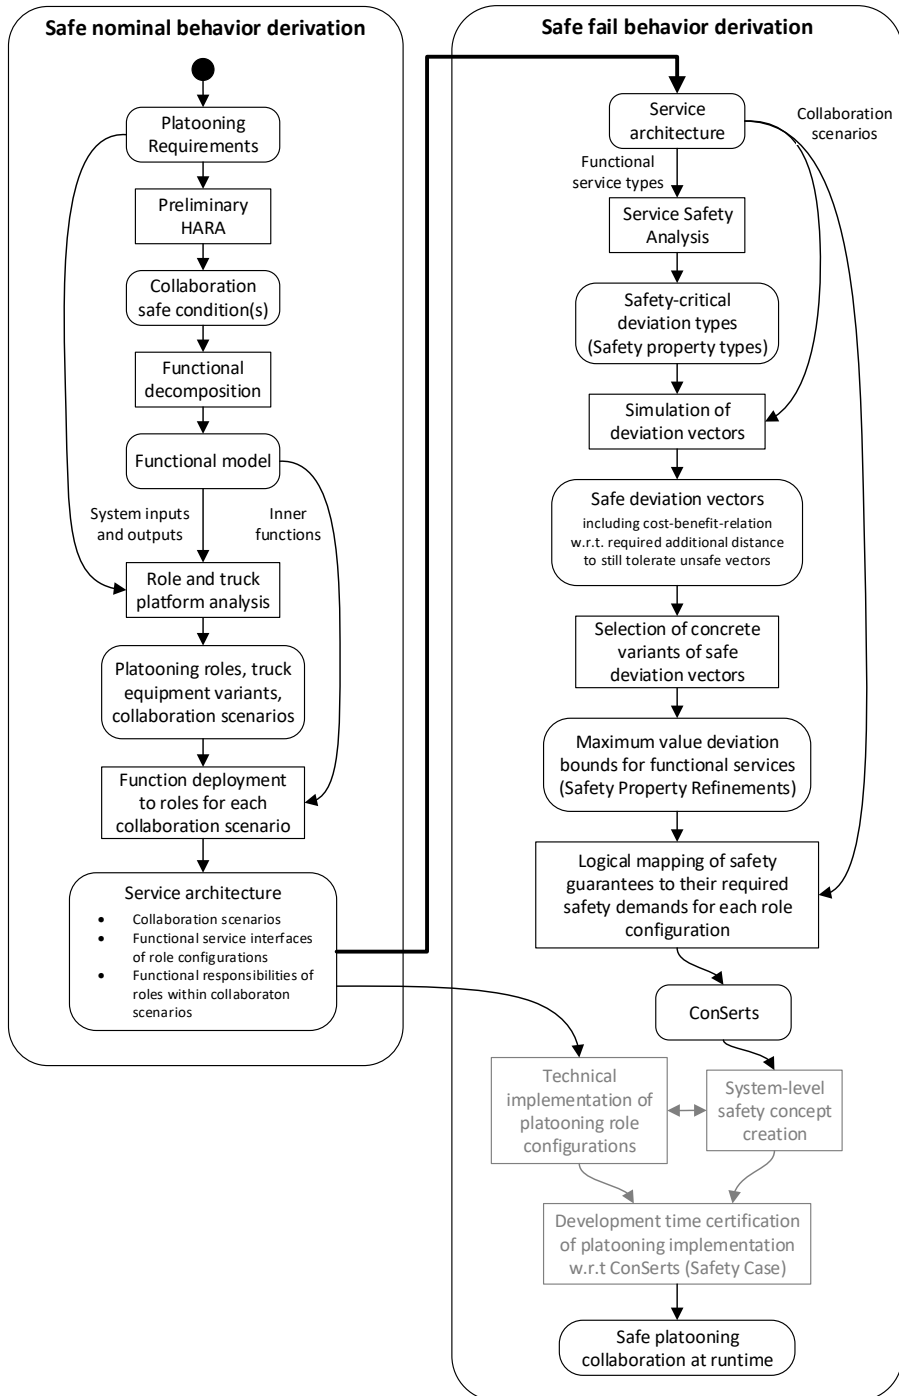 Safe nominal behavior derivation
Platooning
Requirements
Preliminary
HARA
Collaboration
safe condition(s)
Functional
decomposition
Functional model
System inputs
and outputs
Inner
functions
Role and truck
platform analysis
Platooning roles, truck
equipment variants,
collaboration scenarios
Function deployment
to roles for each
collaboration scenario
Service architecture
• Collaboration scenarios
• Functional service interfaces
of role configurations
• Functional responsibilities of
roles within collaboraton
scenarios
Safe fail behavior derivation
Service
architecture
Collaboration
scenarios
Functional
service types
Service Safety
Analysis
Safety-critical
deviation types
(Safety property types)
Simulation of
deviation vectors
Safe deviation vectors
including cost-benefit-relation
w.r.t. required additional distance
to still tolerate unsafe vectors
Selection of concrete
variants of safe
deviation vectors
Maximum value deviation
bounds for functional services
(Safety Property Refinements)
Logical mapping of safety
guarantees to their required
safety demands for each role
configuration
ConSerts
Technical
implementation of
platooning role
configurations
System-level
safety concept
creation
Development time certification
of platooning implementation
w.r.t ConSerts (Safety Case)
Safe platooning
collaboration at runtime